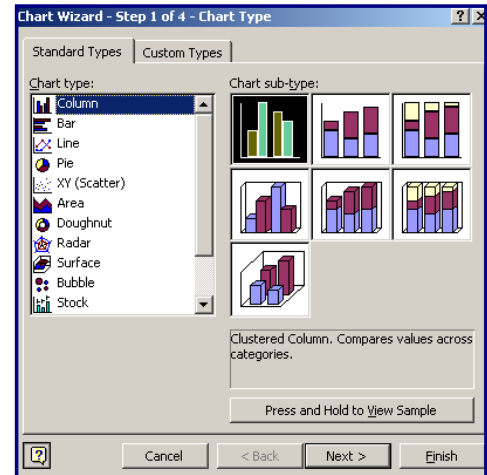 Chart Wizard - Step 1 of 4 - Chart Type
Standard Types Custom Types
Chart type: Chart sub-type:
Column
Bar
Line
Pie
XY (Scatter)
Area
Doughnut
Radar
Surface
Bubble
Stock
Clustered Column. Compares values across
categories.
Press and Hold to View Sample
Cancel < Back Next > Finish